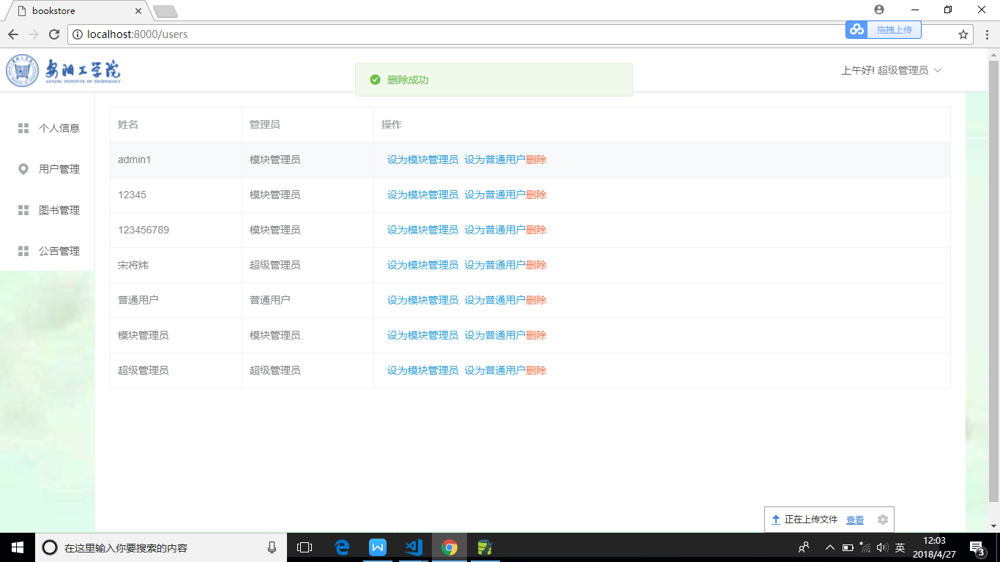 bookstore
localhost:8000/users
拖拽上传
安阳工学院
ANYANG INSTITUTE OF TECHNOLOGY
删除成功
上午好! 超级管理员
个人信息
用户管理
图书管理
公告管理
姓名 管理员 操作
admin1 模块管理员 设为模块管理员 设为普通用户删除
12345 模块管理员 设为模块管理员 设为普通用户删除
123456789 模块管理员 设为模块管理员 设为普通用户删除
宋将炜 超级管理员 设为模块管理员 设为普通用户删除
普通用户 普通用户 设为模块管理员 设为普通用户删除
模块管理员 模块管理员 设为模块管理员 设为普通用户删除
超级管理员 超级管理员 设为模块管理员 设为普通用户删除
正在上传文件 查看
在这里输入你要搜索的内容
英
12:03
2018/4/27
3